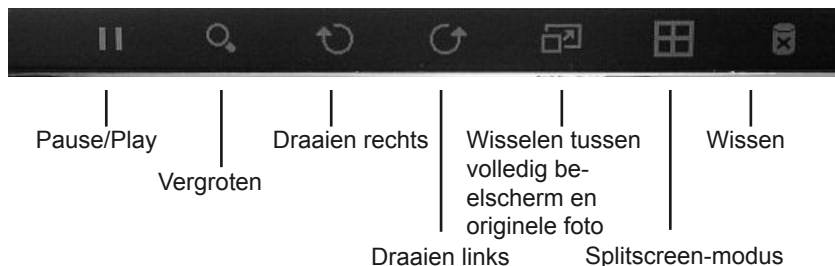 Pause/Play
Vergroten
Draaien rechts
Draaien links
Wisselen tussen
volledig be-
elscherm en
originele foto
Splitscreen-modus
Wissen